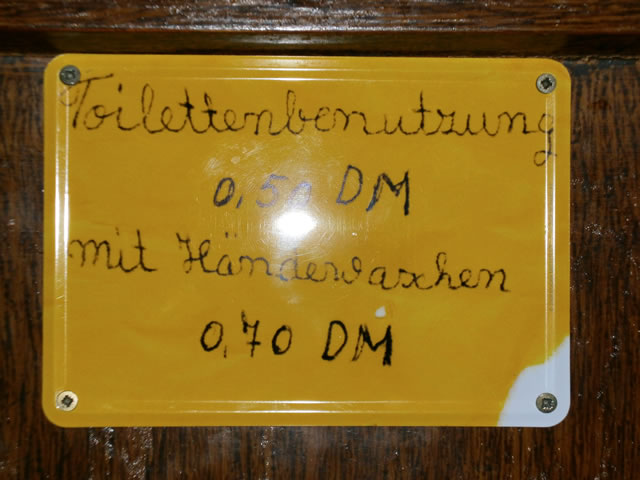 Toilettenbenutzung
0,50 DM
mit Händewaschen
0,70 DM